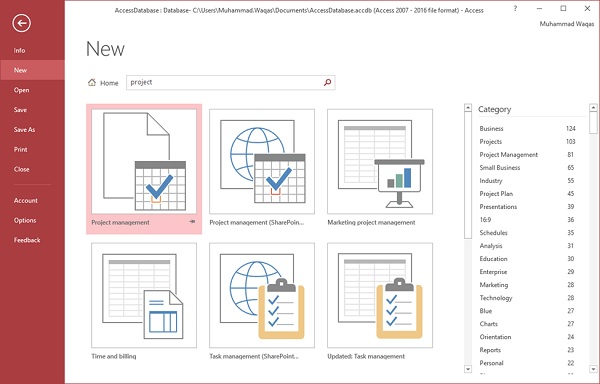 AccessDatabase : Database- C:\Users\Muhammad.Waqas\Documents\AccessDatabase.accdb (Access 2007 - 2016 file format) - Access
?
Muhammad Waqas
Info
New
Open
Save
Save As
Print
Close
Account
Options
Feedback
New
Home
project
Project management
Project management (SharePoin...
Marketing project management
Time and billing
Task management (SharePoint...
Updated: Task management
Category
Business 124
Projects 103
Project Management 81
Small Business 65
Industry 55
Project Plan 45
Presentations 39
16:9 36
Schedules 35
Analysis 31
Education 30
Enterprise 29
Marketing 28
Technology 28
Blue 27
Charts 27
Orientation 24
Reports 23
Personal 22